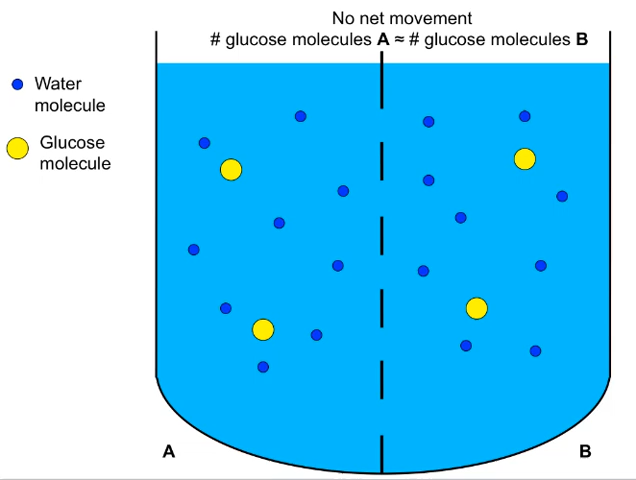 No net movement
# glucose molecules A ≈ # glucose molecules B
Water
molecule
Glucose
molecule
A
B